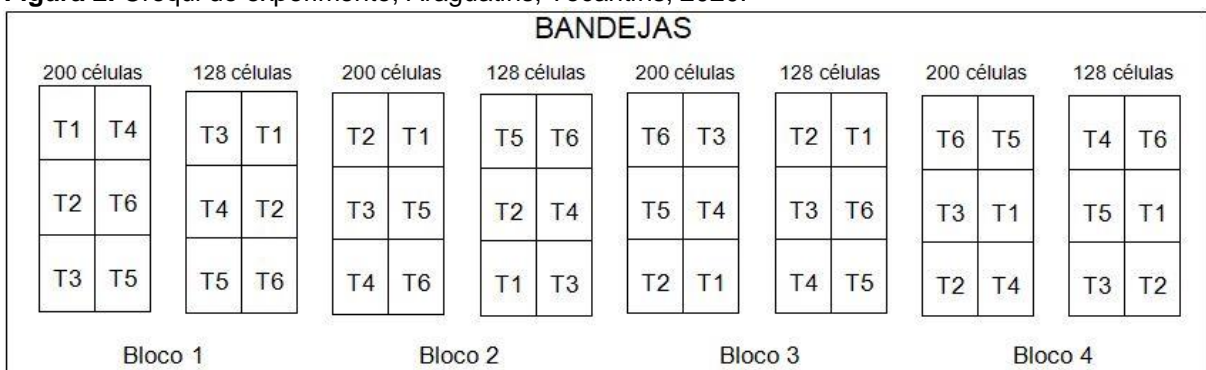 Figura 2. Croqui do experimento, Araguatins, Tocantins, 2020.
BANDEJAS
200 células 128 células 200 células 128 células 200 células 128 células 200 células 128 células
T1 T4 T3 T1 T2 T1 T5 T6 T6 T3 T2 T1 T6 T5 T4 T6
T2 T6 T4 T2 T3 T5 T2 T4 T5 T4 T3 T6 T3 T1 T5 T1
T3 T5 T5 T6 T4 T6 T1 T3 T2 T1 T4 T5 T2 T4 T3 T2
Bloco 1 Bloco 2 Bloco 3 Bloco 4